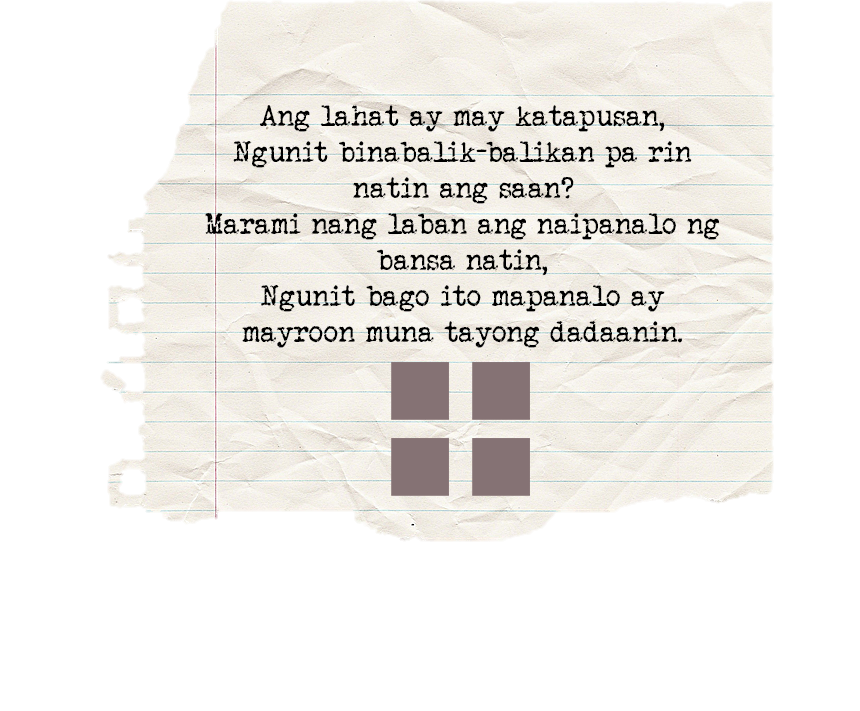 Ang lahat ay may katapusan,
Ngunit binabalik-balikan pa rin
natin ang saan?
Marami nang laban ang naipanalo ng
bansa natin,
Ngunit bago ito mapanalo ay
mayroon muna tayong dadaanin.